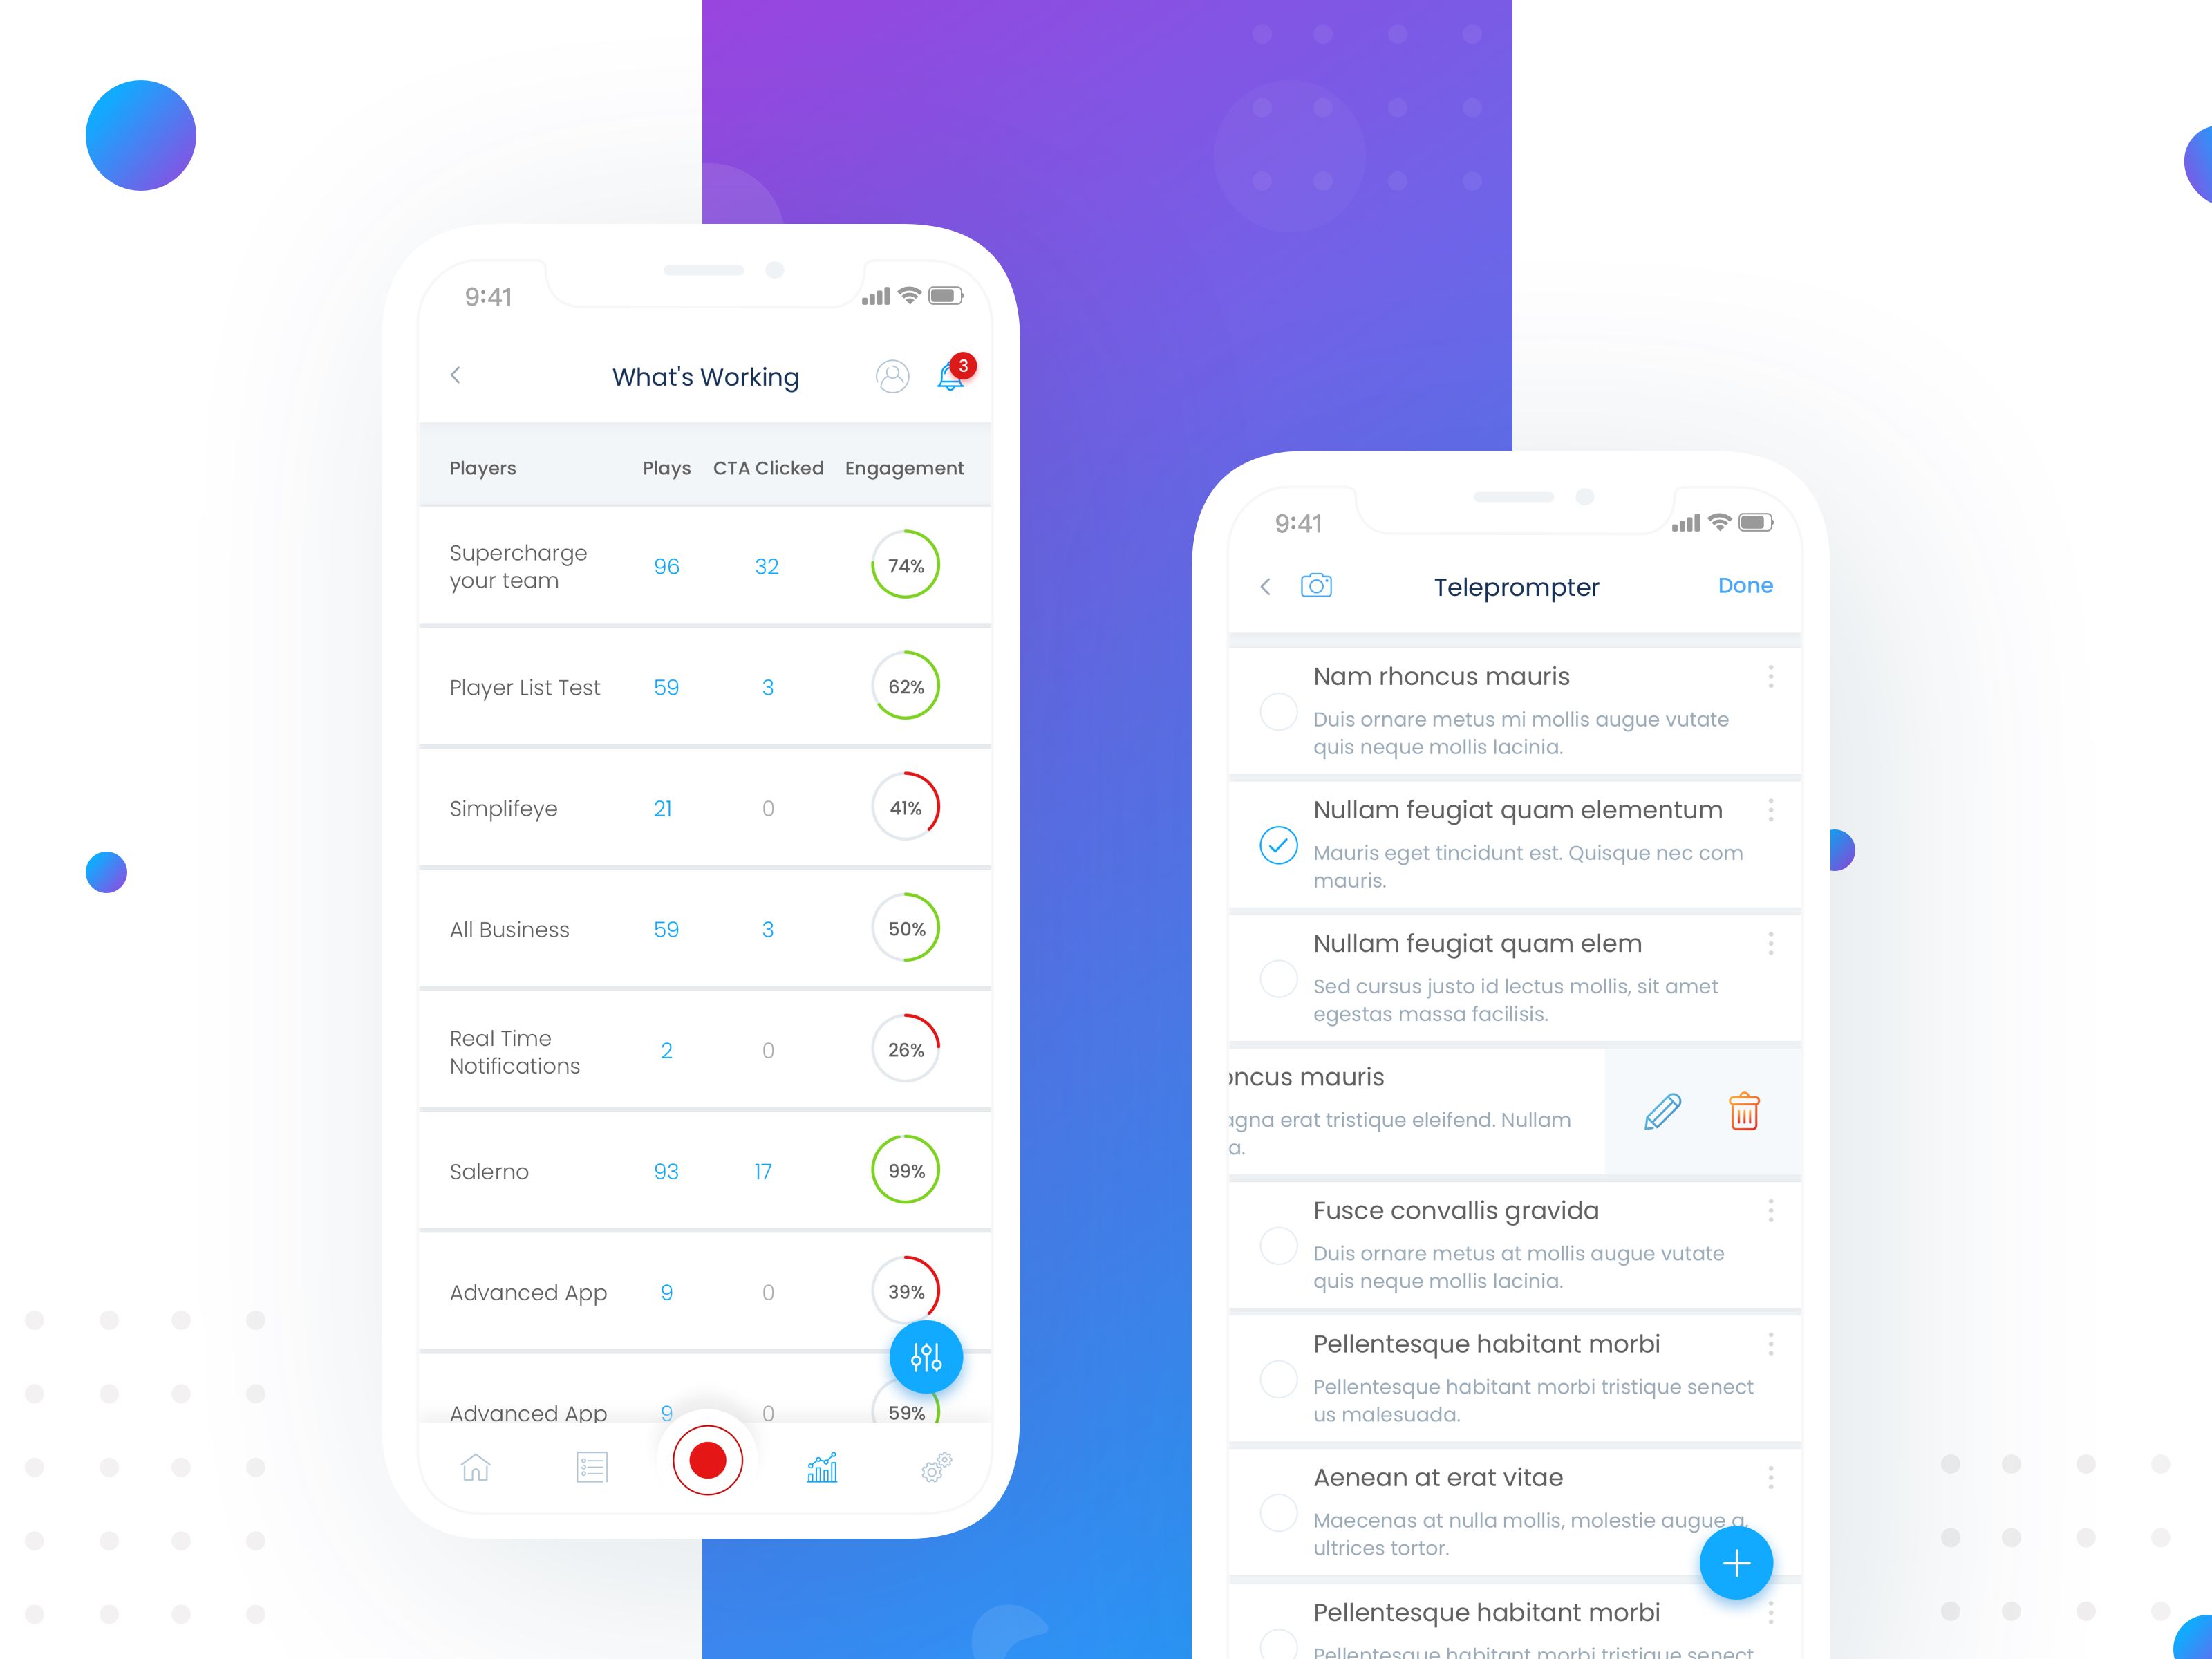 9:41
What's Working
3
Players Plays CTA Clicked Engagement
Supercharge
your team
96 32 74%
Player List Test 59 3 62%
Simplifeye 21 0 41%
All Business 59 3 50%
Real Time
Notifications
2 0 26%
Salerno 93 17 99%
Advanced App 9 0 39%
Advanced App 9 0 59%
9:41
Teleprompter Done
Nam rhoncus mauris
Duis ornare metus mi mollis augue vutate
quis neque mollis lacinia.
Nullam feugiat quam elementum
Mauris eget tincidunt est. Quisque nec com
mauris.
Nullam feugiat quam elem
Sed cursus justo id lectus mollis, sit amet
egestas massa facilisis.
oncus mauris
agna erat tristique eleifend. Nullam
a.
Fusce convallis gravida
Duis ornare metus at mollis augue vutate
quis neque mollis lacinia.
Pellentesque habitant morbi
Pellentesque habitant morbi tristique senect
us malesuada.
Aenean at erat vitae
Maecenas at nulla mollis, molestie augue a,
ultrices tortor.
Pellentesque habitant morbi
Pellentesque habitant morbi tristique senect